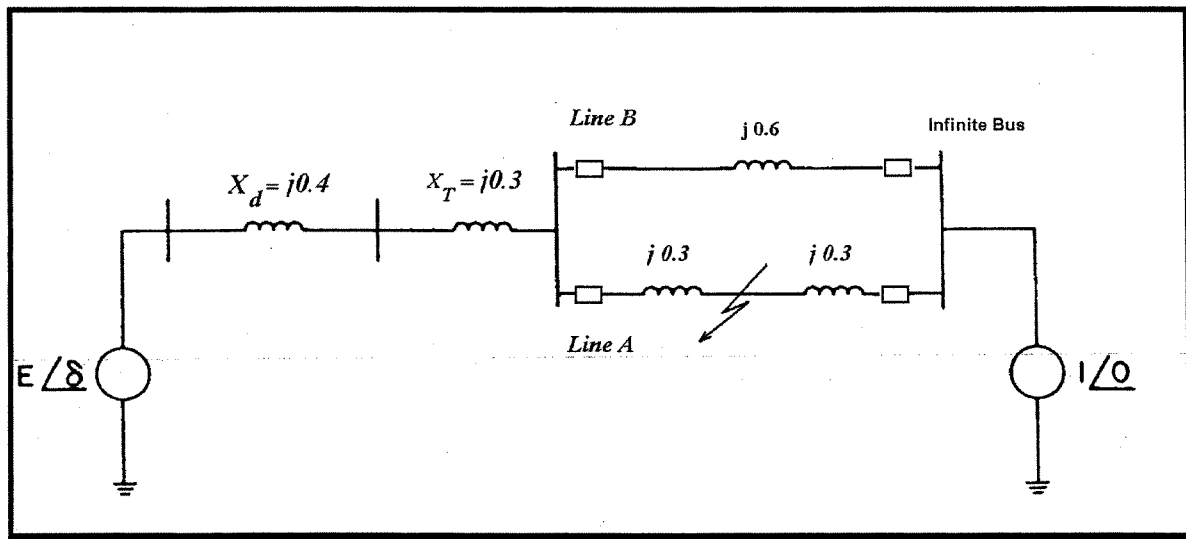 Line B
j 0.6
Infinite Bus
X_d = j0.4
X_T = j0.3
j 0.3
j 0.3
Line A
E /δ
1/0